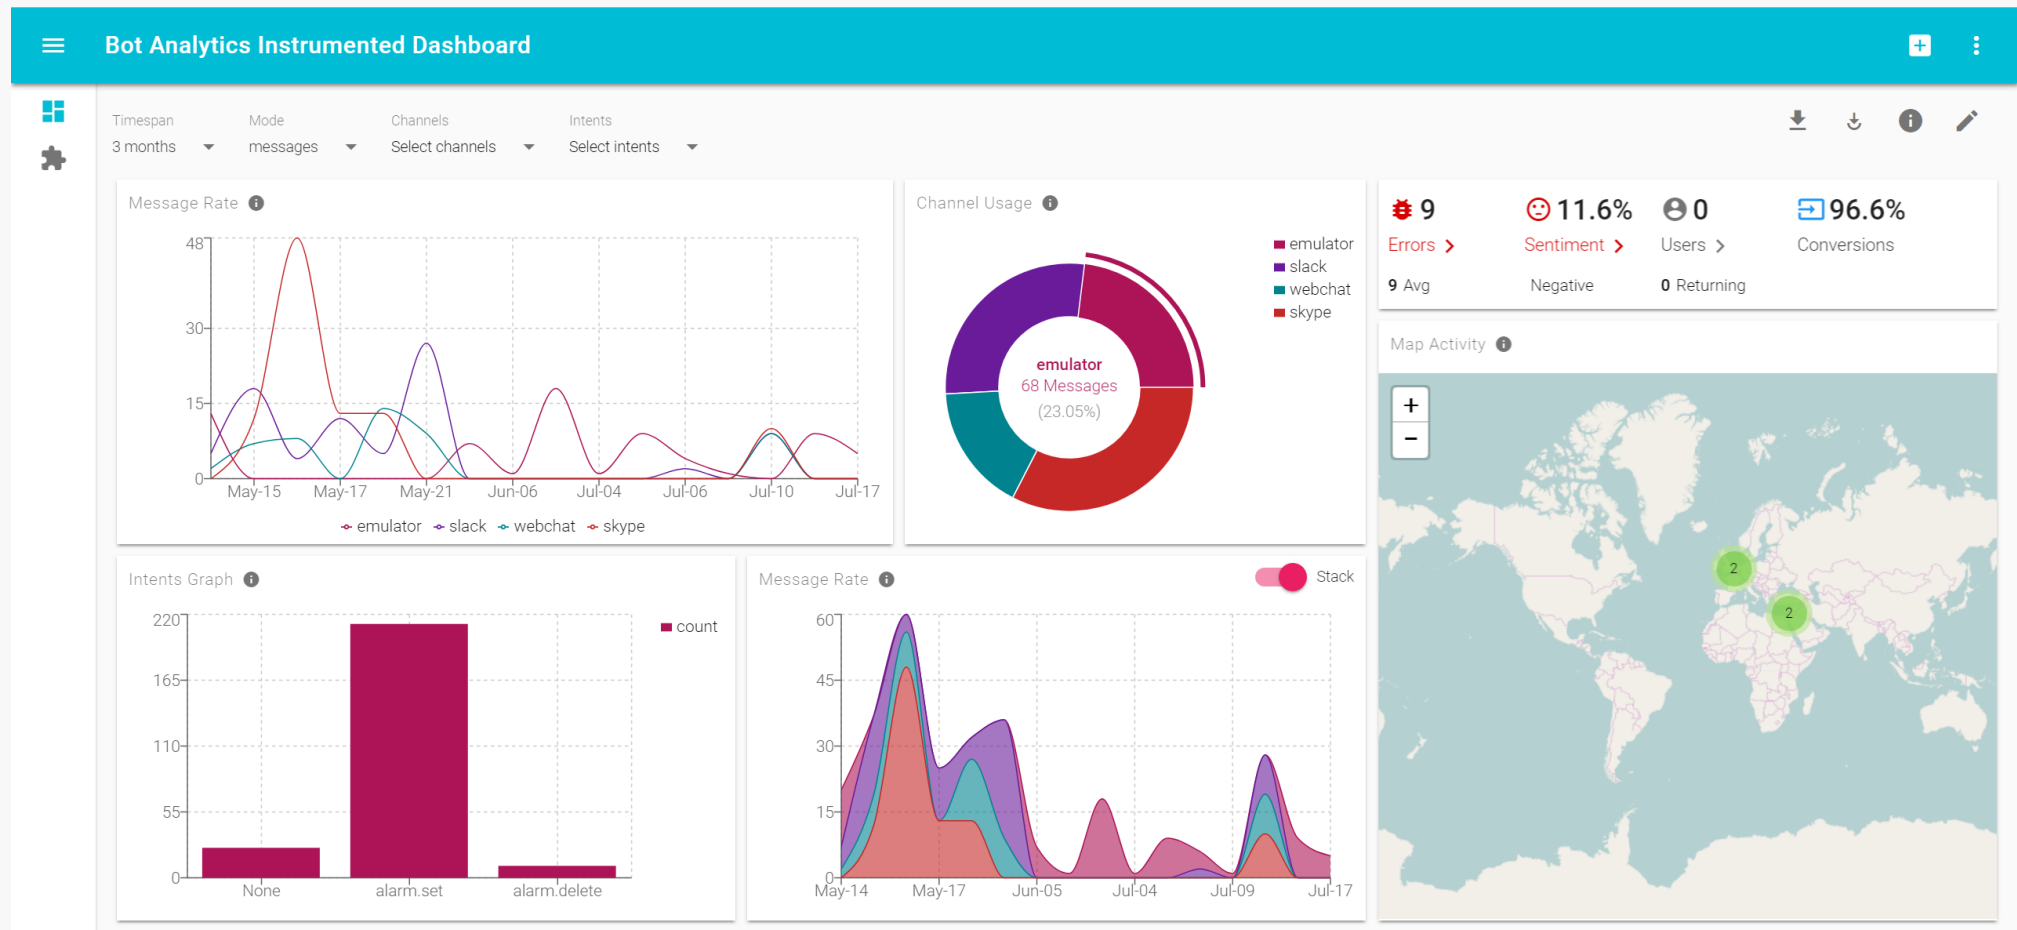 Bot Analytics Instrumented Dashboard
Timespan
3 months
Mode
messages
Channels
Select channels
Intents
Select intents
Message Rate
48
30
15
0
May-15 May-17 May-21 Jun-06 Jul-04 Jul-06 Jul-10 Jul-17
emulator slack webchat skype
Channel Usage
emulator
slack
webchat
skype
emulator
68 Messages
(23.05%)
9
Errors
9 Avg
11.6%
Sentiment
Negative
0
Users
0 Returning
96.6%
Conversions
Map Activity
+
−
2
2
Intents Graph
count
220
165
110
55
0
None alarm.set alarm.delete
Message Rate
Stack
60
45
30
15
0
May-14 May-17 Jun-05 Jul-04 Jul-09 Jul-17